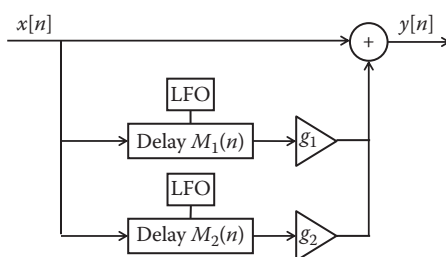 x[n] y[n]
+
LFO
Delay M₁(n) g₁
LFO
Delay M₂(n) g₂